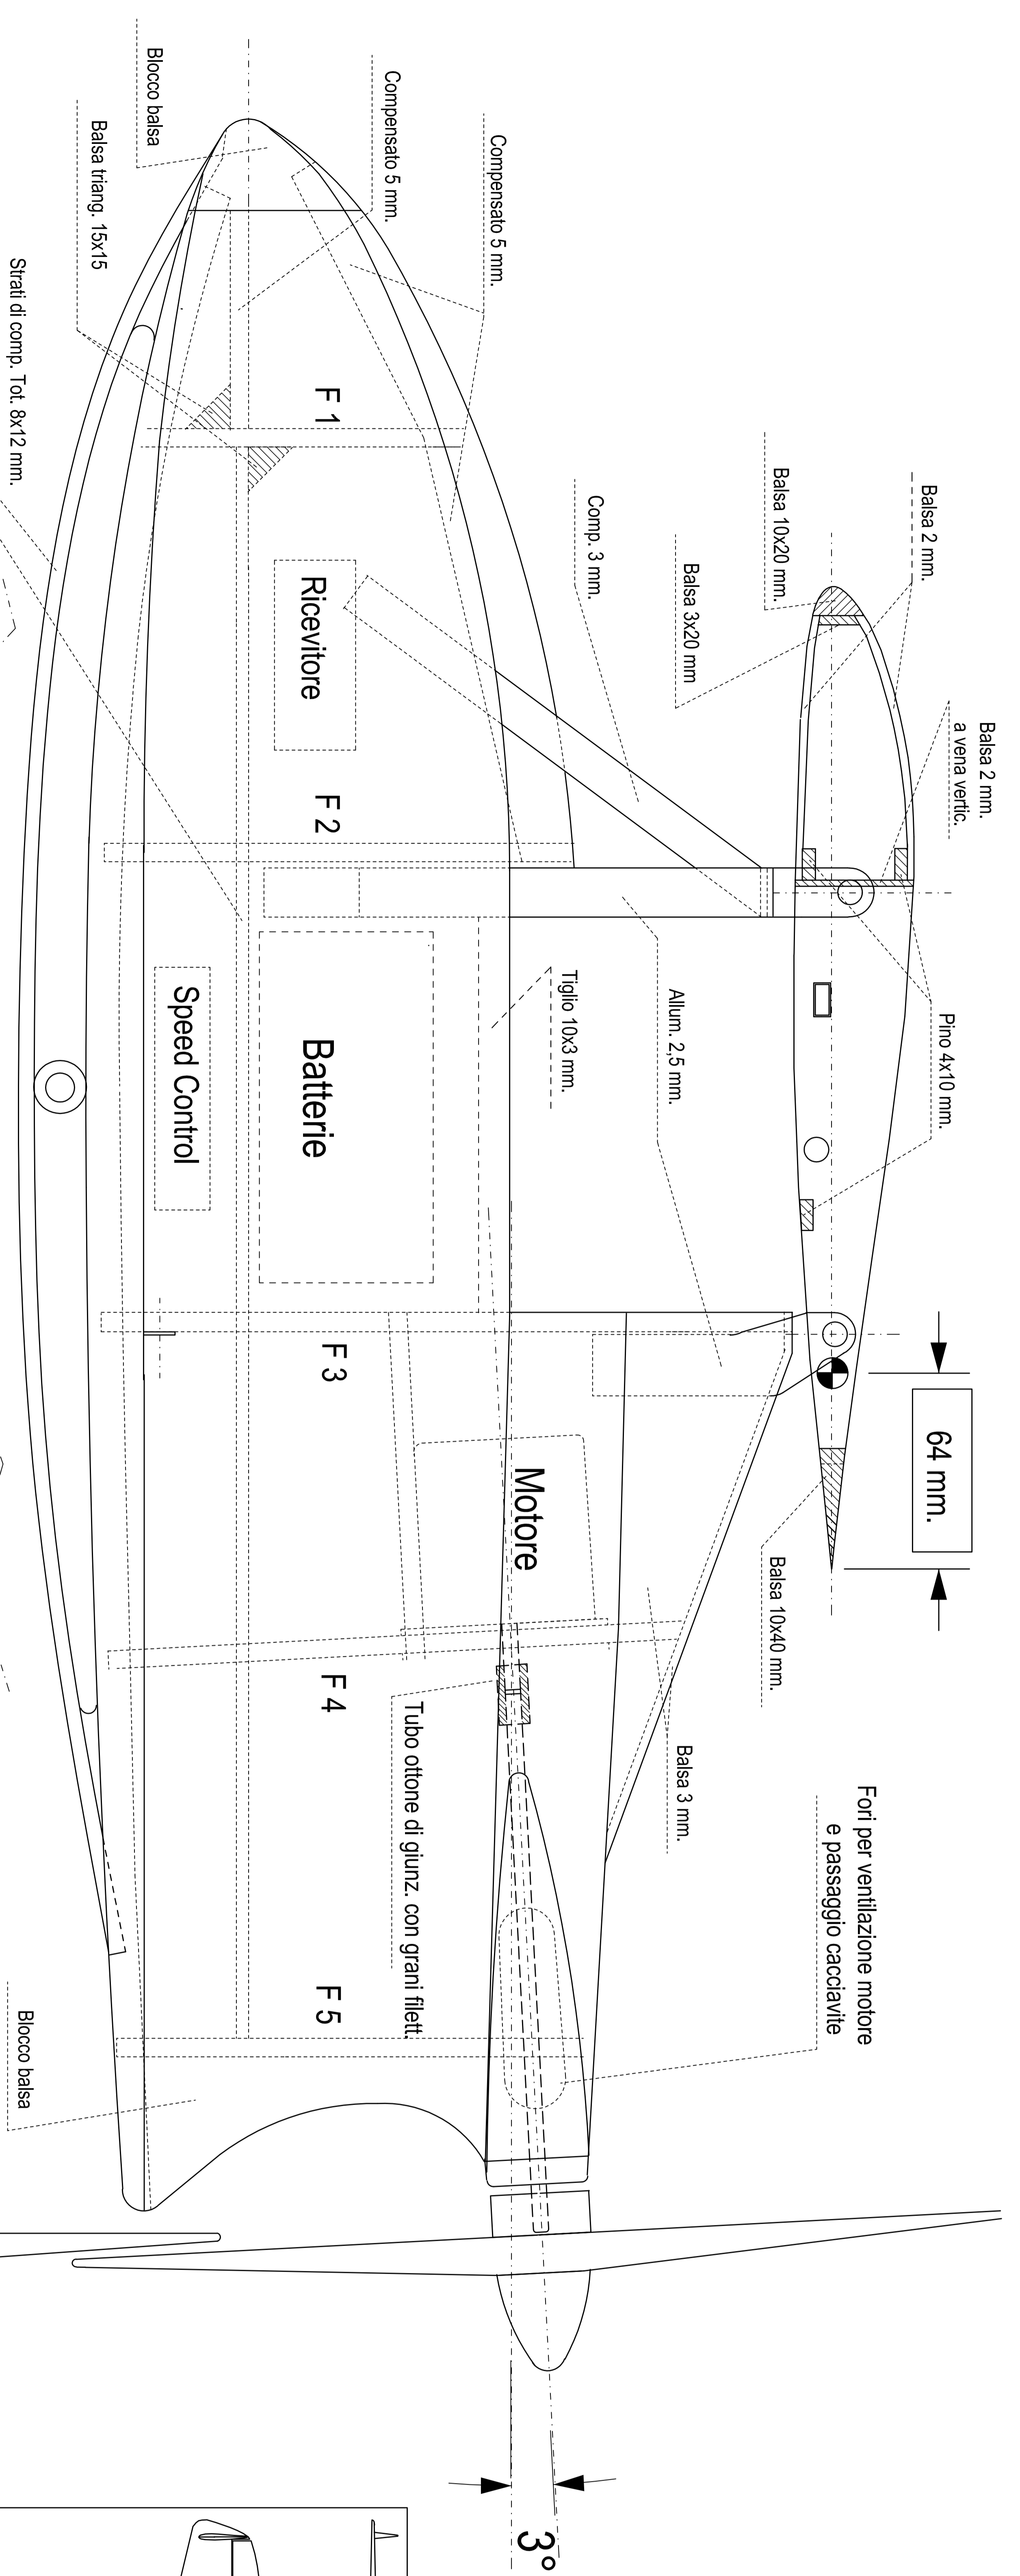 Blocco balsa
Balsa triang. 15x15
Strati di comp. Tot. 8x12 mm.
Compensato 5 mm.
Compensato 5 mm.
F 1
Comp. 3 mm.
Balsa 3x20 mm
Balsa 10x20 mm.
Balsa 2 mm.
Balsa 2 mm.
a vena vertic.
Ricevitore
F 2
Speed Control
Batterie
Tiglio 10x3 mm.
Allum. 2,5 mm.
Pino 4x10 mm.
F 3
64 mm.
Motore
Balsa 10x40 mm.
F 4
Tubo ottone di giunz. con grani filett.
Balsa 3 mm.
Fori per ventilazione motore
e passaggio cacciavite
F 5
Blocco balsa
3°